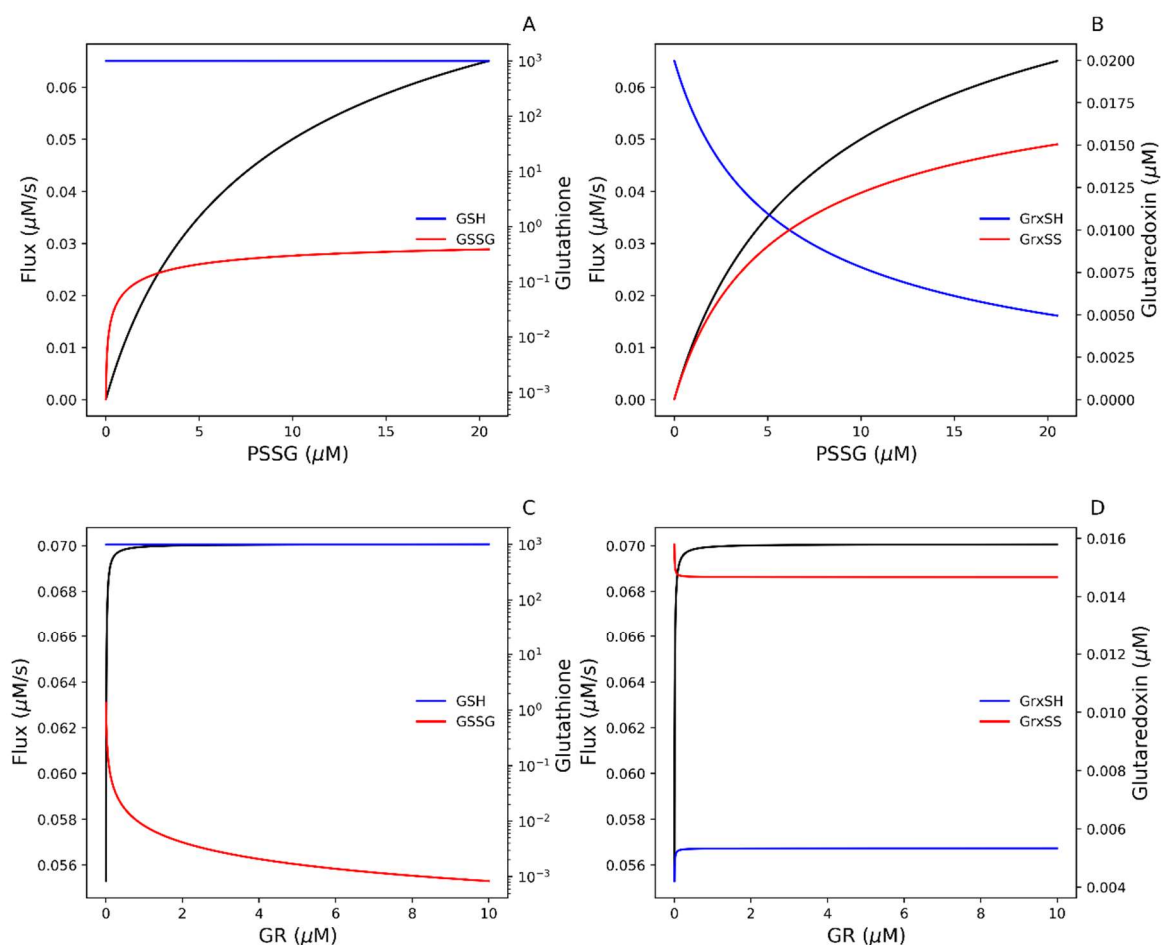 A
Flux (μM/s)
0.06
0.05
0.04
0.03
0.02
0.01
0.00
GSH
GSSG
10³
10²
10¹
10⁰
10⁻¹
10⁻²
10⁻³
Glutathione
0 5 10 15 20
PSSG (μM)
B
Flux (μM/s)
0.06
0.05
0.04
0.03
0.02
0.01
0.00
GrxSH
GrxSS
0.0200
0.0175
0.0150
0.0125
0.0100
0.0075
0.0050
0.0025
0.0000
Glutaredoxin (μM)
0 5 10 15 20
PSSG (μM)
C
Flux (μM/s)
0.070
0.068
0.066
0.064
0.062
0.060
0.058
0.056
GSH
GSSG
10³
10²
10¹
10⁰
10⁻¹
10⁻²
10⁻³
Glutathione
0 2 4 6 8 10
GR (μM)
D
Flux (μM/s)
0.070
0.068
0.066
0.064
0.062
0.060
0.058
0.056
GrxSH
GrxSS
0.016
0.014
0.012
0.010
0.008
0.006
0.004
Glutaredoxin (μM)
0 2 4 6 8 10
GR (μM)